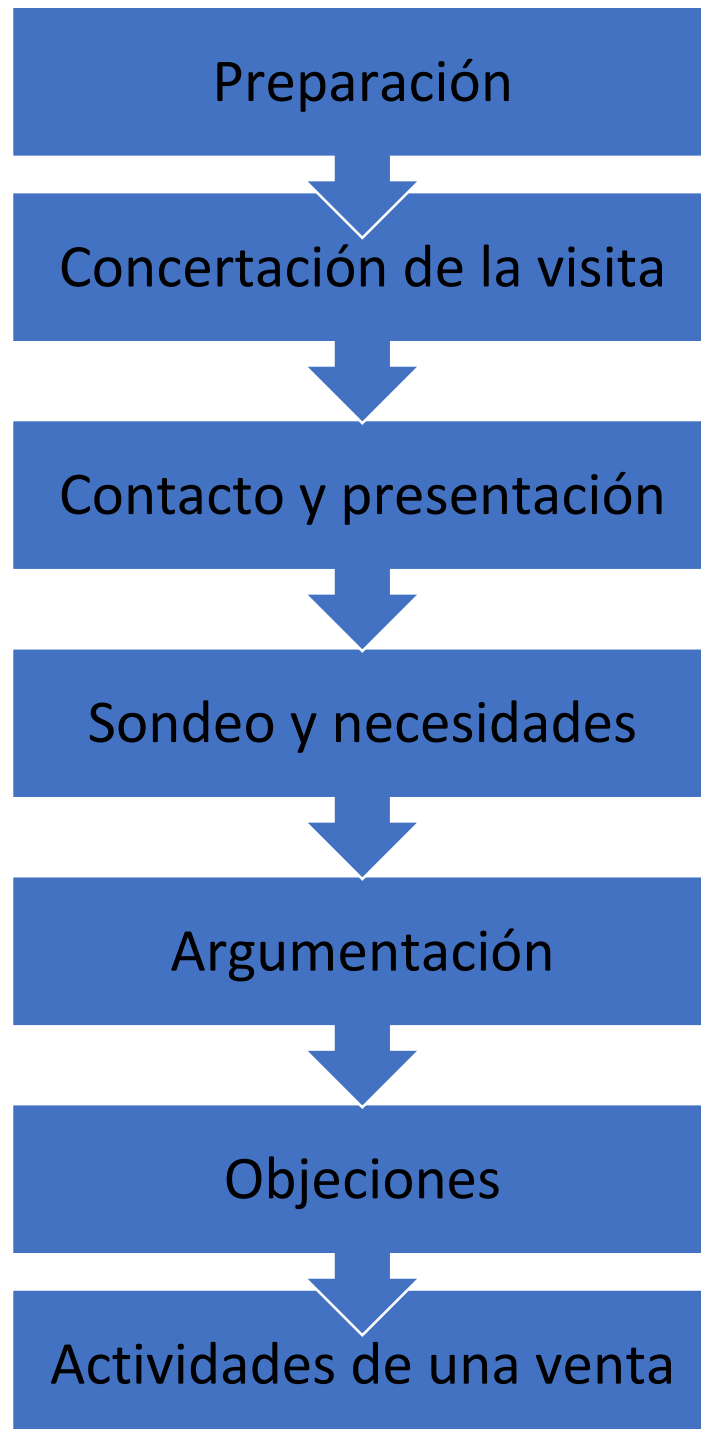 Preparación
Concertación de la visita
Contacto y presentación
Sondeo y necesidades
Argumentación
Objeciones
Actividades de una venta